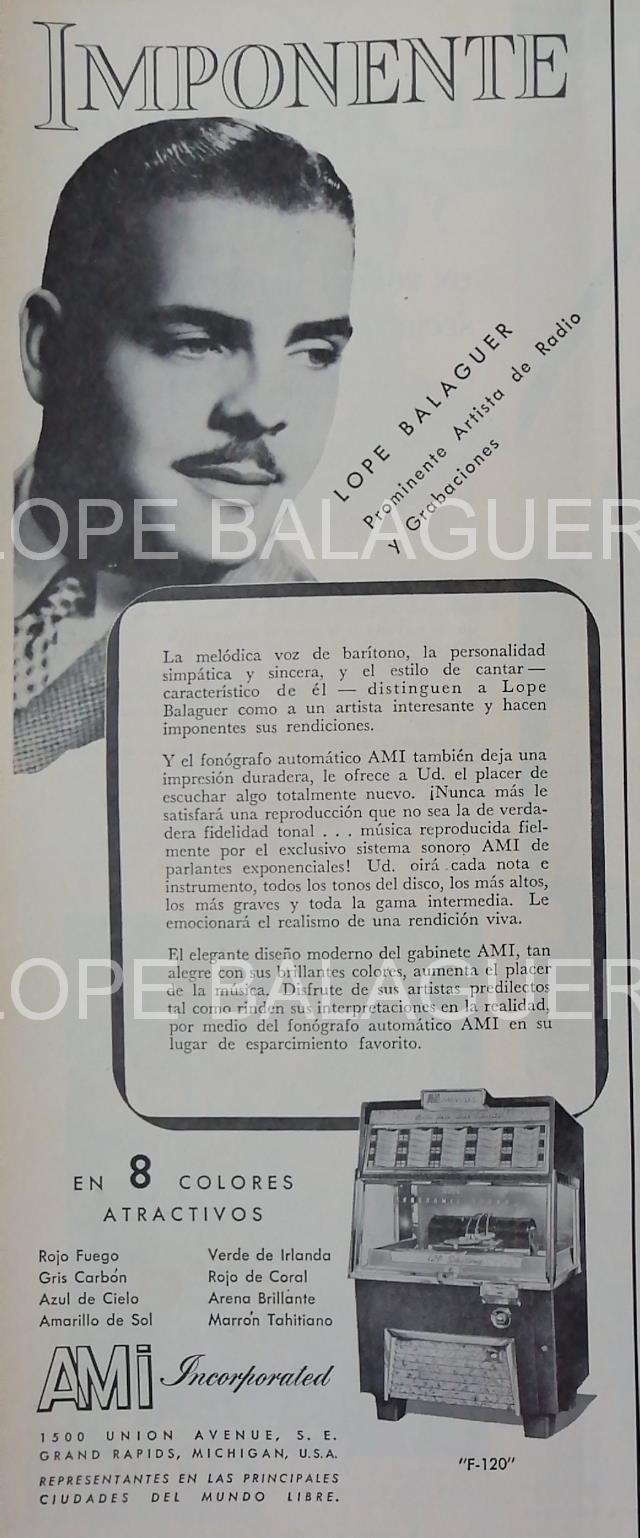 IMPONENTE
LOPE BALAGUER
Prominente Artista de Radio
y Grabaciones
LOPE BALAGUER
La melódica voz de barítono, la personalidad
simpática y sincera, y el estilo de cantar —
característico de él — distinguen a Lope
Balaguer como a un artista interesante y hacen
imponentes sus rendiciones.
Y el fonógrafo automático AMI también deja una
impresión duradera, le ofrece a Ud. el placer de
escuchar algo totalmente nuevo. ¡Nunca más le
satisfará una reproducción que no sea la de verda-
dera fidelidad tonal . . . música reproducida fiel-
mente por el exclusivo sistema sonoro AMI de
parlantes exponenciales! Ud. oirá cada nota e
instrumento, todos los tonos del disco, los más altos,
los más graves y toda la gama intermedia. Le
emocionará el realismo de una rendición viva.
El elegante diseño moderno del gabinete AMI, tan
alegre con sus brillantes colores, aumenta el placer
de la música. Disfrute de sus artistas predilectos
tal como rinden sus interpretaciones en la realidad,
por medio del fonógrafo automático AMI en su
lugar de esparcimiento favorito.
LOPE BALAGUER
EN 8 COLORES
ATRACTIVOS
Rojo Fuego Verde de Irlanda
Gris Carbón Rojo de Coral
Azul de Cielo Arena Brillante
Amarillo de Sol Marrón Tahitiano
AMi Incorporated
1500 UNION AVENUE, S. E.
GRAND RAPIDS, MICHIGAN, U.S.A.
REPRESENTANTES EN LAS PRINCIPALES
CIUDADES DEL MUNDO LIBRE.
"F-120"